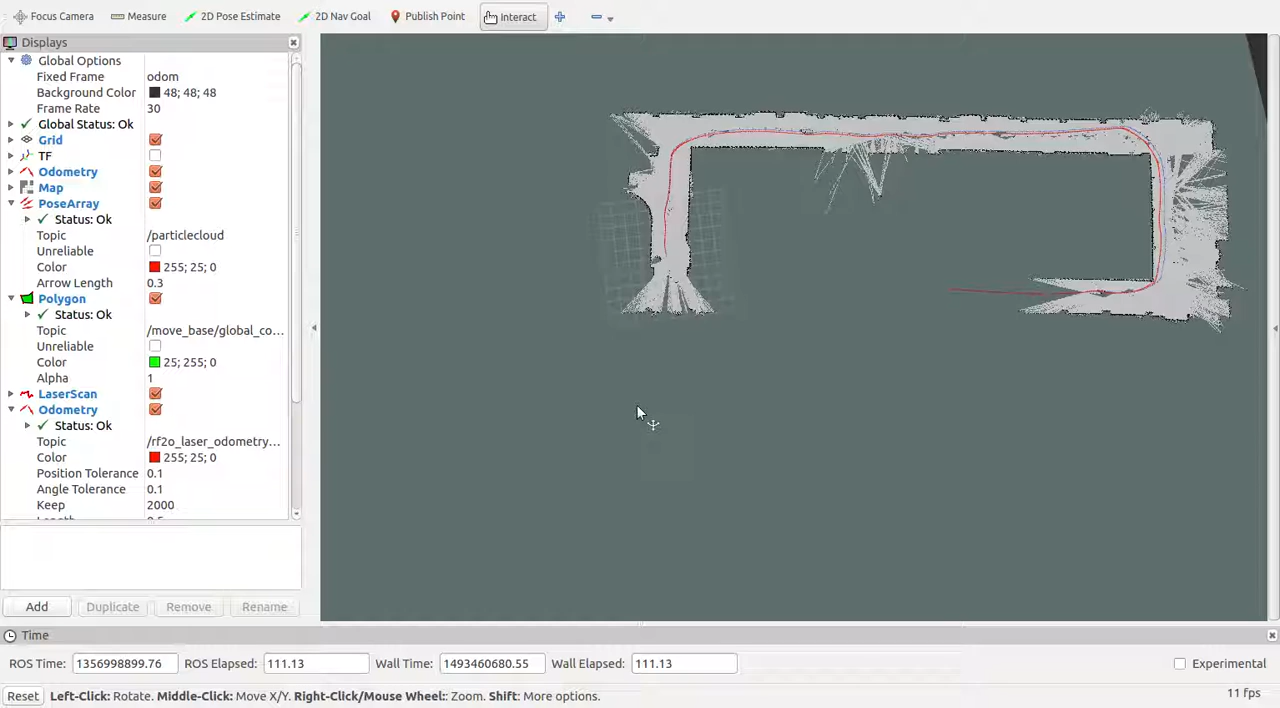 Focus Camera Measure 2D Pose Estimate 2D Nav Goal Publish Point Interact
Displays
Global Options
Fixed Frame odom
Background Color 48; 48; 48
Frame Rate 30
Global Status: Ok
Grid
TF
Odometry
Map
PoseArray
Status: Ok
Topic /particlecloud
Unreliable
Color 255; 25; 0
Arrow Length 0.3
Polygon
Status: Ok
Topic /move_base/global_co...
Unreliable
Color 25; 255; 0
Alpha 1
LaserScan
Odometry
Status: Ok
Topic /rf2o_laser_odometry...
Color 255; 25; 0
Position Tolerance 0.1
Angle Tolerance 0.1
Keep 2000
Add Duplicate Remove Rename
Time
ROS Time: 1356998899.76 ROS Elapsed: 111.13 Wall Time: 1493460680.55 Wall Elapsed: 111.13 Experimental
Reset Left-Click: Rotate. Middle-Click: Move X/Y. Right-Click/Mouse Wheel:: Zoom. Shift: More options. 11 fps